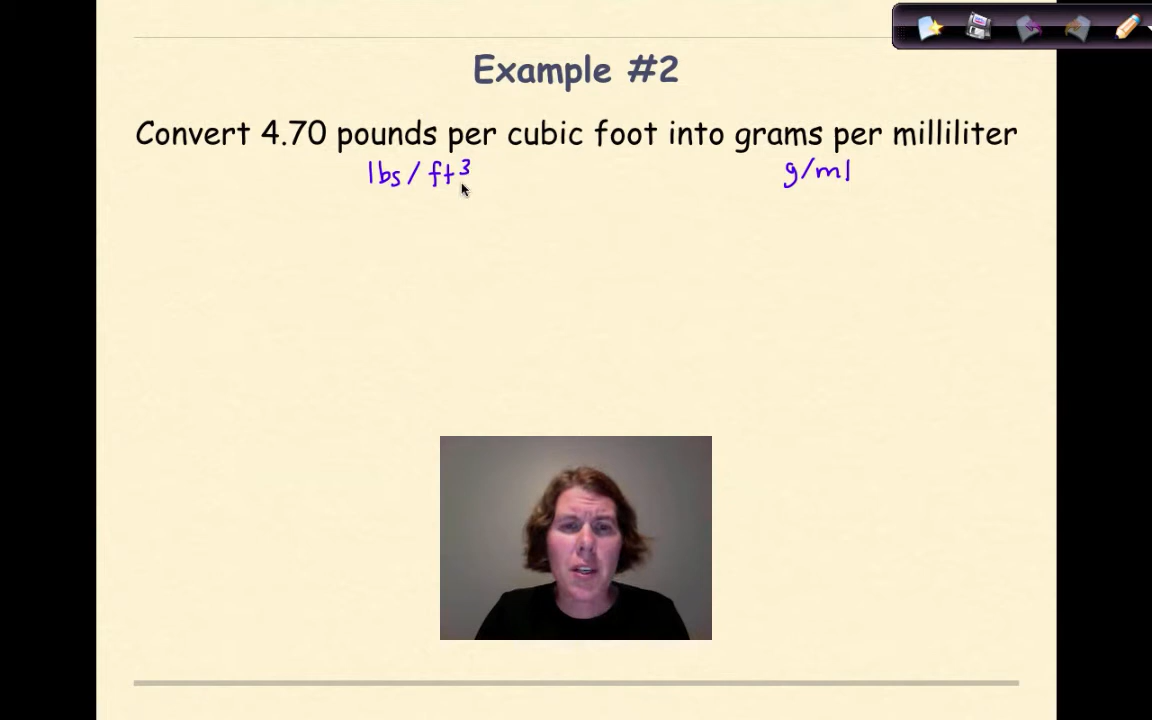 Example #2
Convert 4.70 pounds per cubic foot into grams per milliliter
lbs / ft³ g/ml